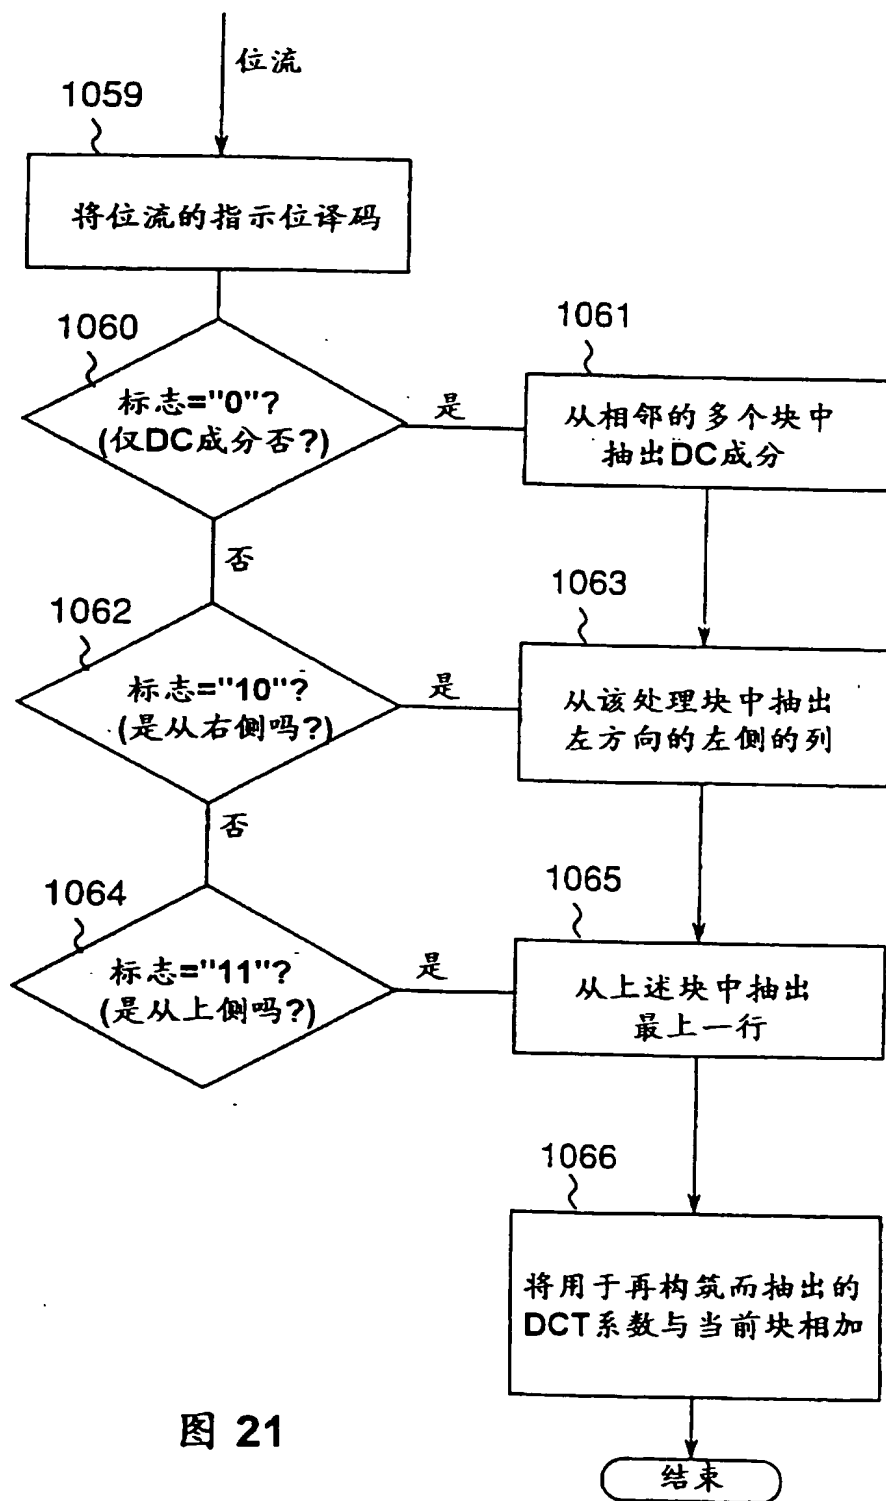 位流
1059
将位流的指示位译码
1060
标志="0"?
(仅DC成分否?)
是
1061
从相邻的多个块中
抽出DC成分
否
1062
标志="10"?
(是从右侧吗?)
是
1063
从该处理块中抽出
左方向的左侧的列
否
1064
标志="11"?
(是从上侧吗?)
是
1065
从上述块中抽出
最上一行
1066
将用于再构筑而抽出的
DCT系数与当前块相加
结束
图 21